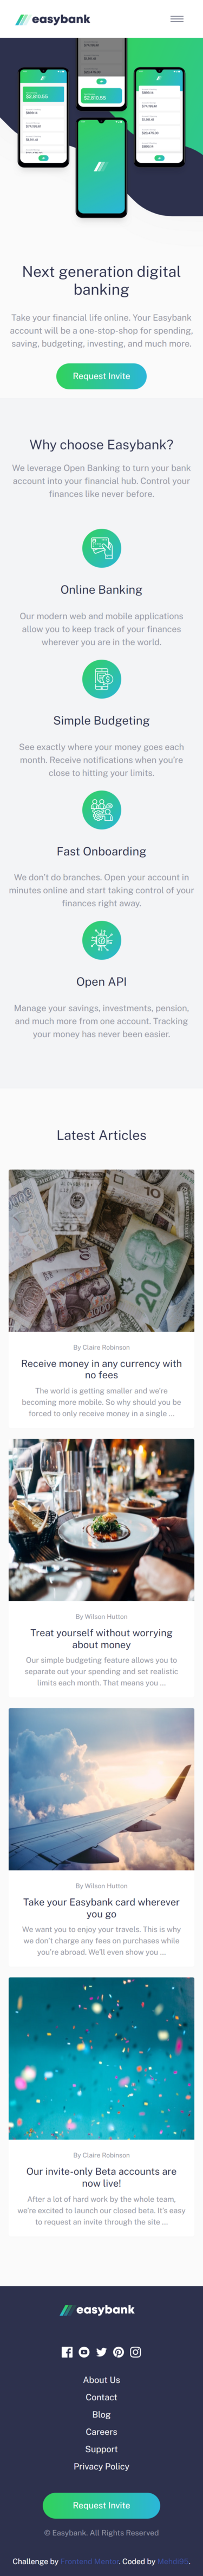 easybank
Next generation digital
banking
Take your financial life online. Your Easybank
account will be a one-stop-shop for spending,
saving, budgeting, investing, and much more.
Request Invite
Why choose Easybank?
We leverage Open Banking to turn your bank
account into your financial hub. Control your
finances like never before.
Online Banking
Our modern web and mobile applications
allow you to keep track of your finances
wherever you are in the world.
Simple Budgeting
See exactly where your money goes each
month. Receive notifications when you're
close to hitting your limits.
Fast Onboarding
We don't do branches. Open your account in
minutes online and start taking control of your
finances right away.
Open API
Manage your savings, investments, pension,
and much more from one account. Tracking
your money has never been easier.
Latest Articles
By Claire Robinson
Receive money in any currency with
no fees
The world is getting smaller and we're
becoming more mobile. So why should you be
forced to only receive money in a single ...
By Wilson Hutton
Treat yourself without worrying
about money
Our simple budgeting feature allows you to
separate out your spending and set realistic
limits each month. That means you ...
By Wilson Hutton
Take your Easybank card wherever
you go
We want you to enjoy your travels. This is why
we don't charge any fees on purchases while
you're abroad. We'll even show you ...
By Claire Robinson
Our invite-only Beta accounts are
now live!
After a lot of hard work by the whole team,
we're excited to launch our closed beta. It's easy
to request an invite through the site ...
easybank
About Us
Contact
Blog
Careers
Support
Privacy Policy
Request Invite
© Easybank. All Rights Reserved
Challenge by Frontend Mentor. Coded by